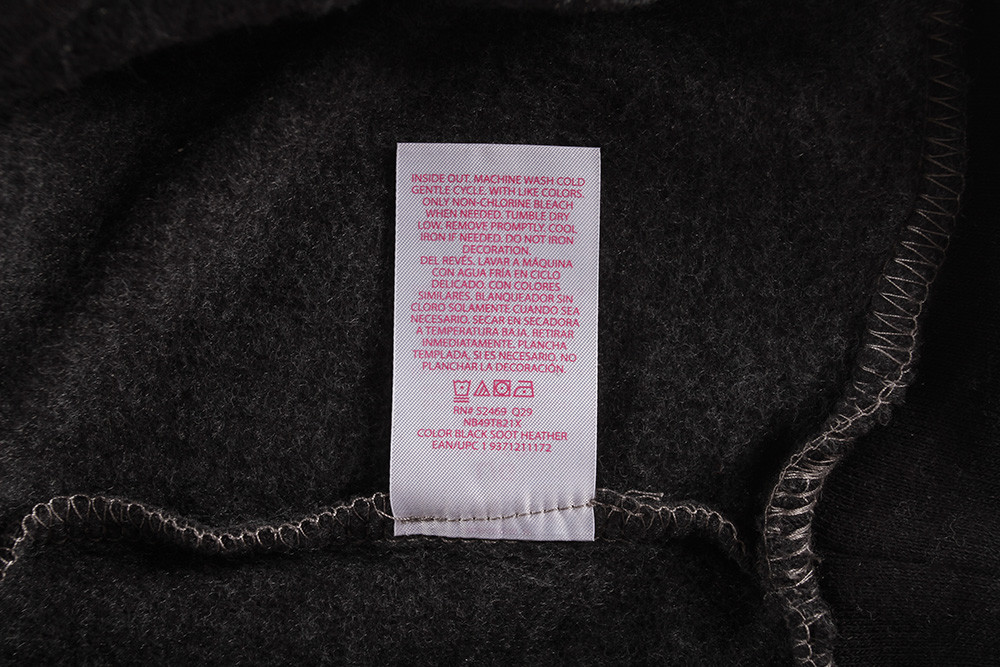 INSIDE OUT. MACHINE WASH COLD
GENTLE CYCLE. WITH LIKE COLORS.
ONLY NON-CHLORINE BLEACH
WHEN NEEDED. TUMBLE DRY
LOW. REMOVE PROMPTLY. COOL
IRON IF NEEDED. DO NOT IRON
DECORATION.
DEL REVÉS. LAVAR A MÁQUINA
CON AGUA FRÍA EN CICLO
DELICADO. CON COLORES
SIMILARES. BLANQUEADOR SIN
CLORO SOLAMENTE CUANDO SEA
NECESARIO. SECAR EN SECADORA
A TEMPERATURA BAJA. RETIRAR
INMEDIATAMENTE. PLANCHA
TEMPLADA, SI ES NECESARIO. NO
PLANCHAR LA DECORACIÓN.
RN# 52469 Q29
NB49T821X
COLOR BLACK SOOT HEATHER
EAN/UPC 1 9371211172